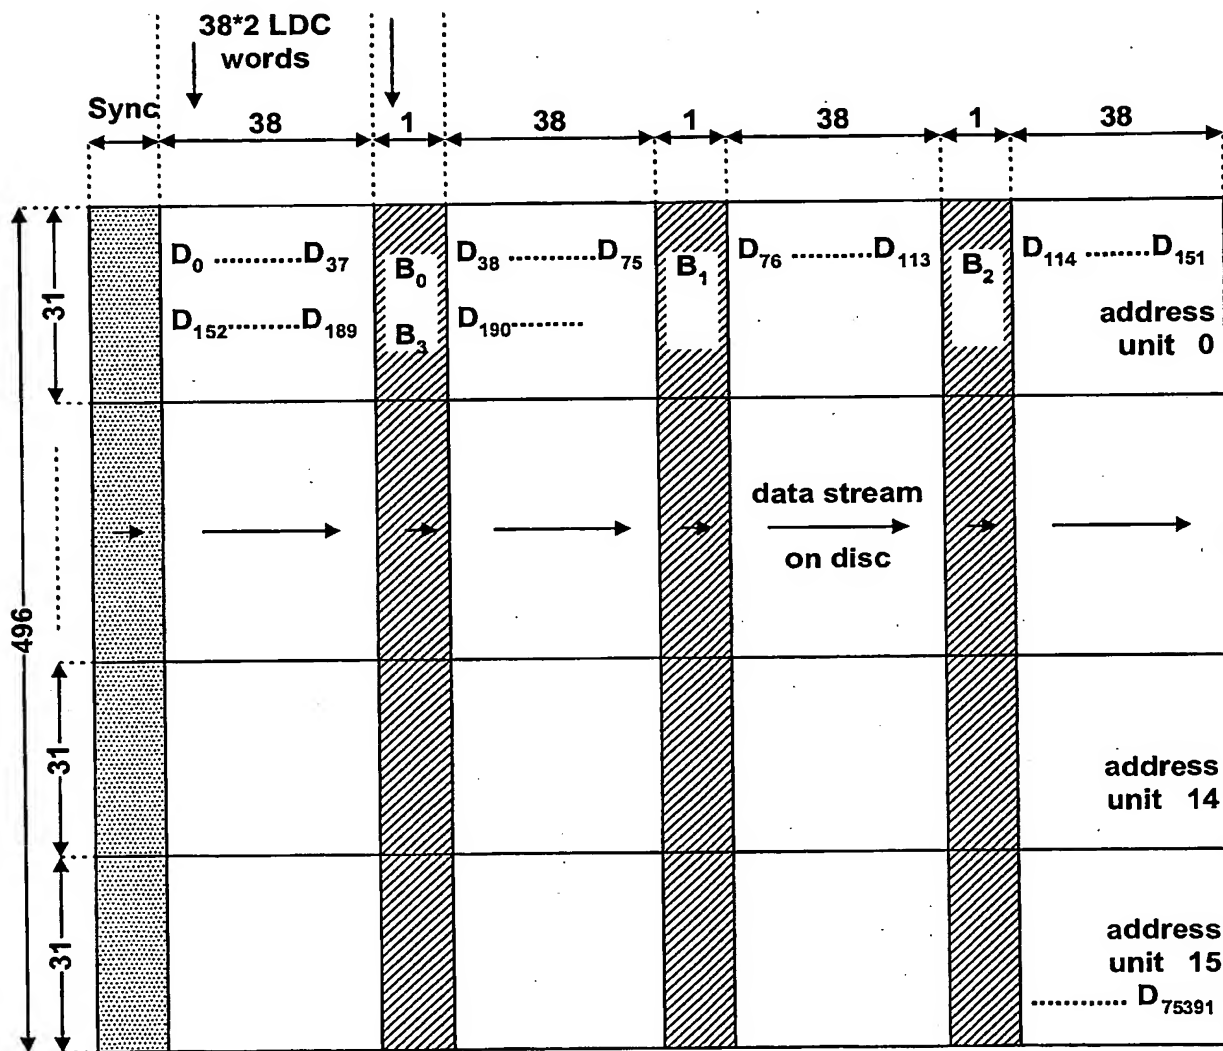 38*2 LDC
words
Sync 38 1 38 1 38 1 38
D0 ..........D37 B0 D38 .........D75 B1 D76 ..........D113 B2 D114 ........D151
31
D152..........D189 B3 D190............
address
unit 0
data stream
on disc
496
31
address
unit 14
31
address
unit 15
............ D75391